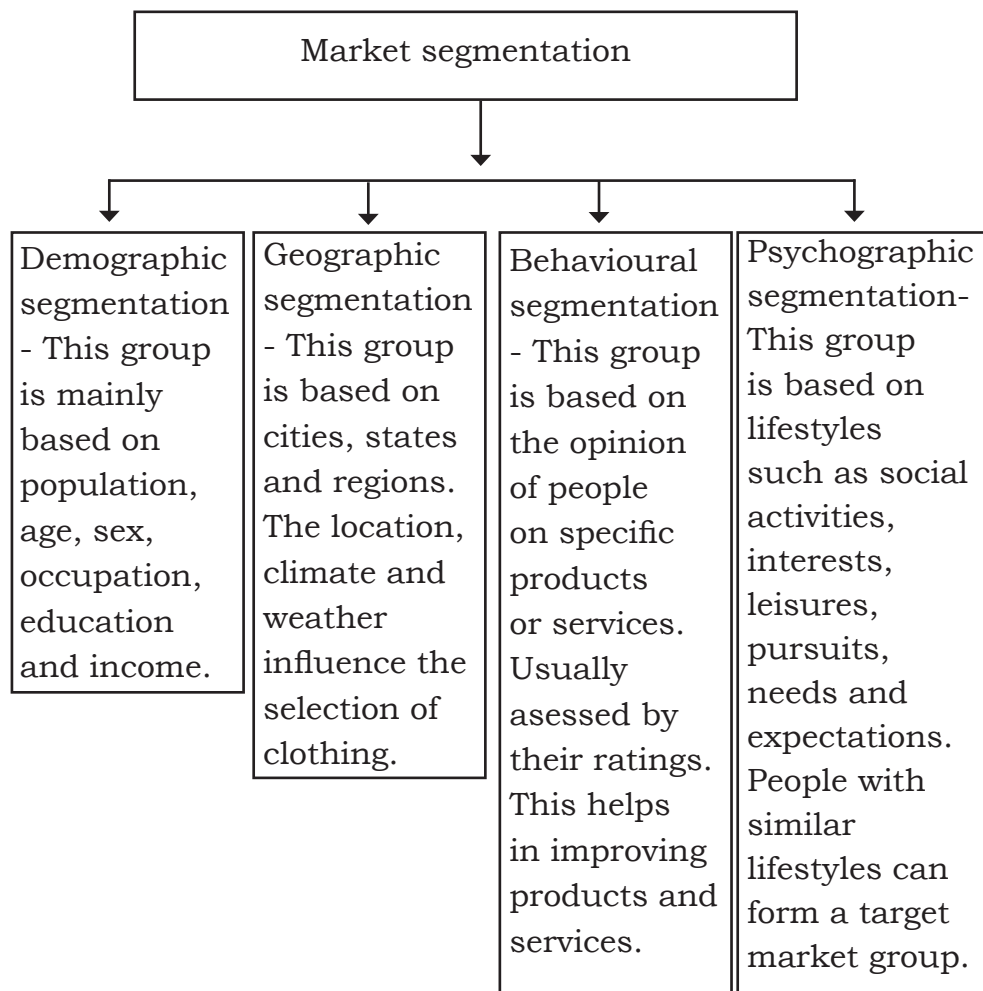 Market segmentation
Demographic
segmentation
- This group
is mainly
based on
population,
age, sex,
occupation,
education
and income.
Geographic
segmentation
- This group
is based on
cities, states
and regions.
The location,
climate and
weather
influence the
selection of
clothing.
Behavioural
segmentation
- This group
is based on
the opinion
of people
on specific
products
or services.
Usually
asessed by
their ratings.
This helps
in improving
products and
services.
Psychographic
segmentation-
This group
is based on
lifestyles
such as social
activities,
interests,
leisures,
pursuits,
needs and
expectations.
People with
similar
lifestyles can
form a target
market group.